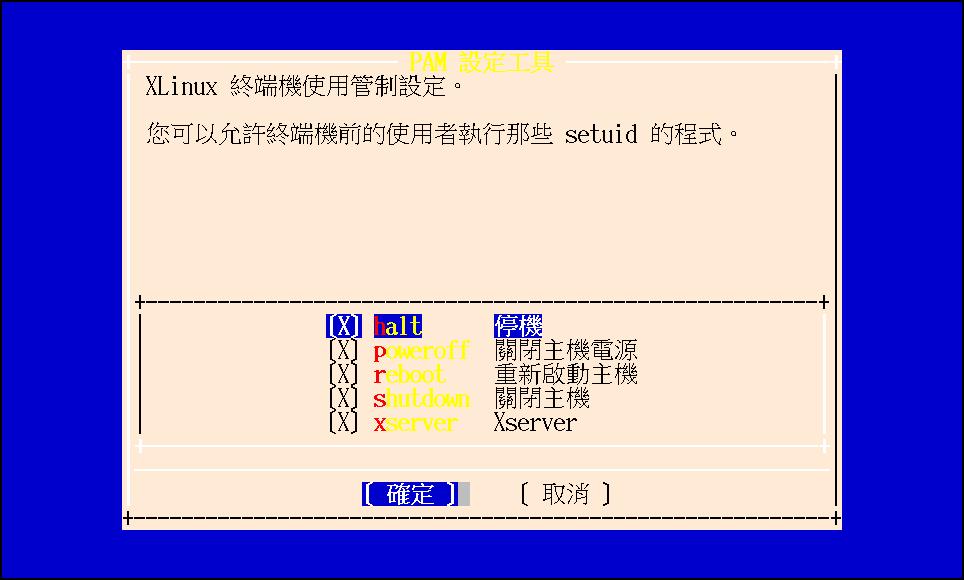 PAM 設定工具
XLinux 終端機使用管制設定。
您可以允許終端機前的使用者執行那些 setuid 的程式。
[X] halt 停機
[X] poweroff 關閉主機電源
[X] reboot 重新啟動主機
[X] shutdown 關閉主機
[X] xserver Xserver
[ 確定 ] [ 取消 ]